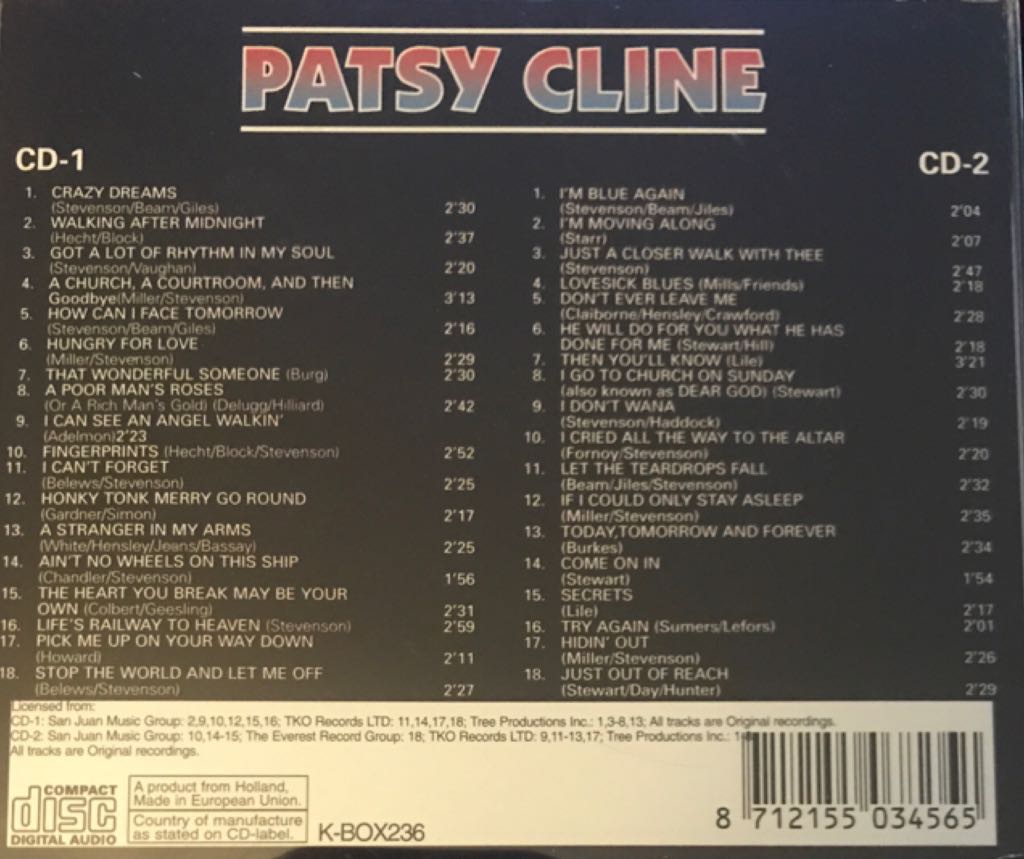 PATSY CLINE
CD-1
1. CRAZY DREAMS
(Stevenson/Beam/Giles) 2'30
2. WALKING AFTER MIDNIGHT
(Hecht/Block) 2'37
3. GOT A LOT OF RHYTHM IN MY SOUL
(Stevenson/Vaughan) 2'20
4. A CHURCH, A COURTROOM, AND THEN
Goodbye(Miller/Stevenson) 3'13
5. HOW CAN I FACE TOMORROW
(Stevenson/Beam/Giles) 2'16
6. HUNGRY FOR LOVE
(Miller/Stevenson) 2'29
7. THAT WONDERFUL SOMEONE (Burg) 2'30
8. A POOR MAN'S ROSES
(Or A Rich Man's Gold) (Delugg/Hilliard) 2'42
9. I CAN SEE AN ANGEL WALKIN'
(Adelmon)2'23
10. FINGERPRINTS (Hecht/Block/Stevenson) 2'52
11. I CAN'T FORGET
(Belews/Stevenson) 2'25
12. HONKY TONK MERRY GO ROUND
(Gardner/Simon) 2'17
13. A STRANGER IN MY ARMS
(White/Hensley/Jeans/Bassay) 2'25
14. AIN'T NO WHEELS ON THIS SHIP
(Chandler/Stevenson) 1'56
15. THE HEART YOU BREAK MAY BE YOUR
OWN (Colbert/Geesling) 2'31
16. LIFE'S RAILWAY TO HEAVEN (Stevenson) 2'59
17. PICK ME UP ON YOUR WAY DOWN
(Howard) 2'11
18. STOP THE WORLD AND LET ME OFF
(Belews/Stevenson) 2'27
CD-2
1. I'M BLUE AGAIN
(Stevenson/Beam/Jiles) 2'04
2. I'M MOVING ALONG
(Starr) 2'07
3. JUST A CLOSER WALK WITH THEE
(Stevenson) 2'47
4. LOVESICK BLUES (Mills/Friends) 2'18
5. DON'T EVER LEAVE ME
(Claiborne/Hensley/Crawford) 2'28
6. HE WILL DO FOR YOU WHAT HE HAS
DONE FOR ME (Stewart/Hill) 2'18
7. THEN YOU'LL KNOW (Lile) 3'21
8. I GO TO CHURCH ON SUNDAY
(also known as DEAR GOD) (Stewart) 2'30
9. I DON'T WANA
(Stevenson/Haddock) 2'19
10. I CRIED ALL THE WAY TO THE ALTAR
(Fornoy/Stevenson) 2'20
11. LET THE TEARDROPS FALL
(Beam/Jiles/Stevenson) 2'32
12. IF I COULD ONLY STAY ASLEEP
(Miller/Stevenson) 2'35
13. TODAY,TOMORROW AND FOREVER
(Burkes) 2'34
14. COME ON IN
(Stewart) 1'54
15. SECRETS
(Lile) 2'17
16. TRY AGAIN (Sumers/Lefors) 2'01
17. HIDIN' OUT
(Miller/Stevenson) 2'26
18. JUST OUT OF REACH
(Stewart/Day/Hunter) 2'29
Licensed from:
CD-1: San Juan Music Group: 2,9,10,12,15,16; TKO Records LTD: 11,14,17,18; Tree Productions Inc.: 1,3-8,13; All tracks are Original recordings.
CD-2: San Juan Music Group: 10,14-15; The Everest Record Group: 18; TKO Records LTD: 9,11-13,17; Tree Productions Inc.:
All tracks are Original recordings.
COMPACT
disc
DIGITAL AUDIO
A product from Holland,
Made in European Union.
Country of manufacture
as stated on CD-label.
K-BOX236
8 712155 034565